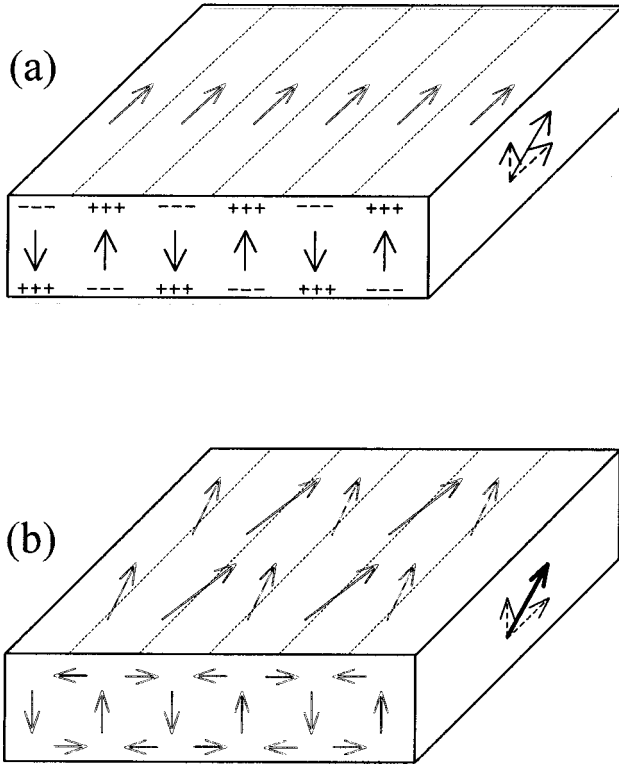 (a)
--- +++ --- +++ --- +++
+++ --- +++ --- +++ ---
(b)